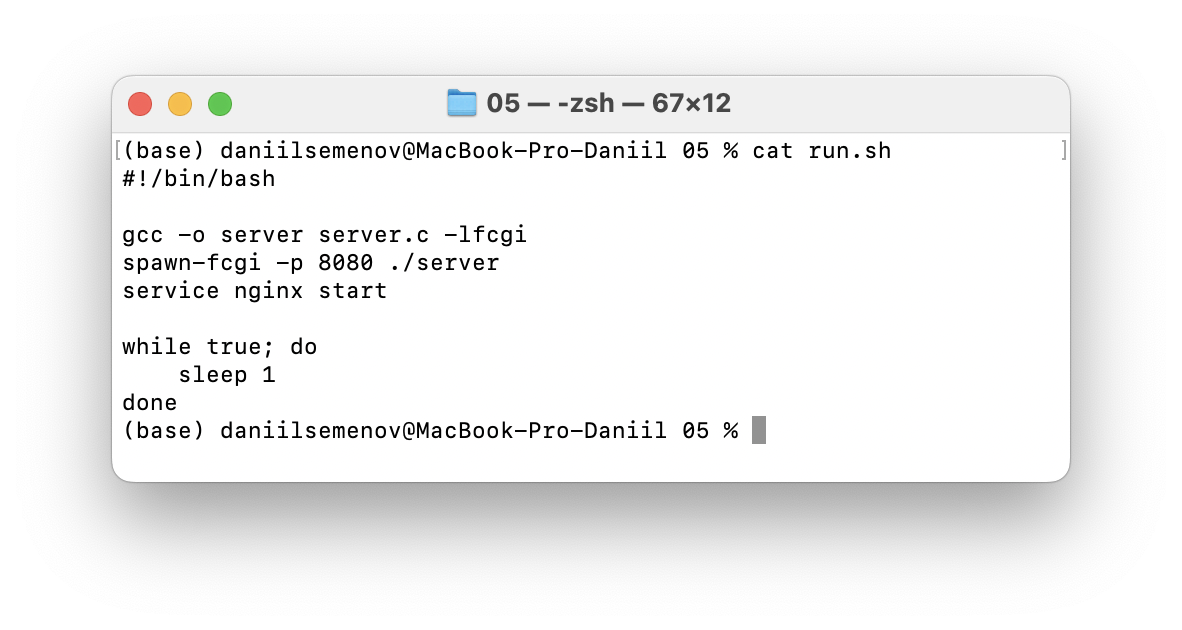 05 — -zsh — 67×12
(base) daniilsemenov@MacBook-Pro-Daniil 05 % cat run.sh
#!/bin/bash
gcc -o server server.c -lfcgi
spawn-fcgi -p 8080 ./server
service nginx start
while true; do
    sleep 1
done
(base) daniilsemenov@MacBook-Pro-Daniil 05 %